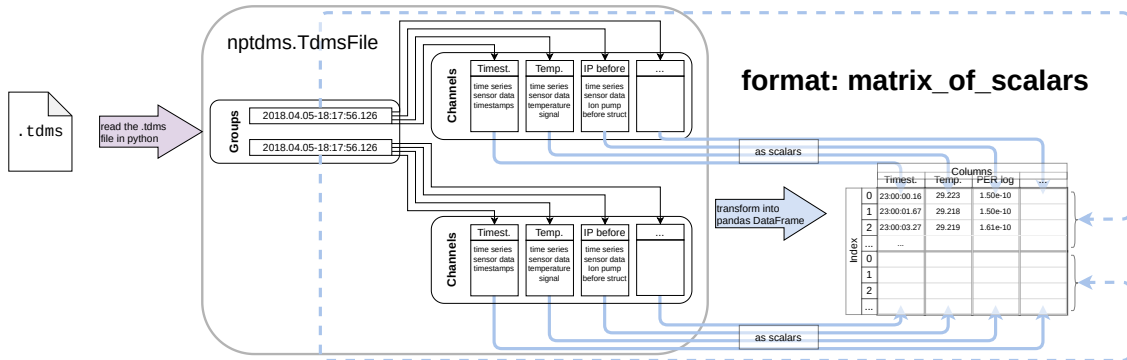 nptdms.TdmsFile
format: matrix_of_scalars
.tdms
read the .tdms
file in python
Groups
2018.04.05-18:17:56.126
2018.04.05-18:17:56.126
Channels
Timest.
time series
sensor data
timestamps
Temp.
time series
sensor data
temperature
signal
IP before
time series
sensor data
Ion pump
before struct
...
as scalars
Channels
Timest.
time series
sensor data
timestamps
Temp.
time series
sensor data
temperature
signal
IP before
time series
sensor data
Ion pump
before struct
...
as scalars
transform into
pandas DataFrame
Columns
Timest. Temp. PER log ...
Index
0 23:00:00.16 29.223 1.50e-10
1 23:00:01.67 29.218 1.50e-10
2 23:00:03.27 29.219 1.61e-10
... ...
0
1
2
...